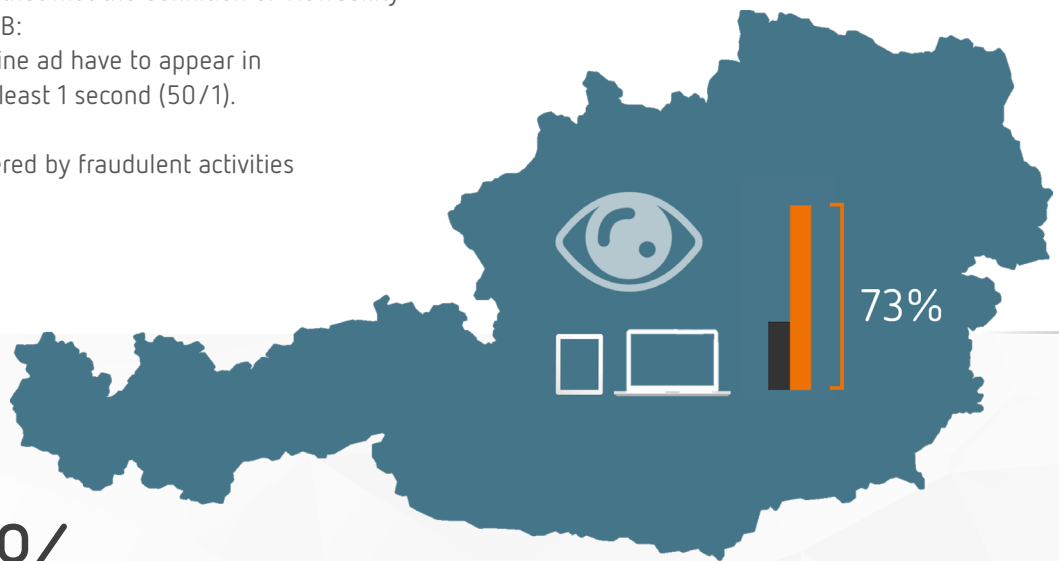 B:
ine ad have to appear in
least 1 second (50/1).
ered by fraudulent activities
73%
%